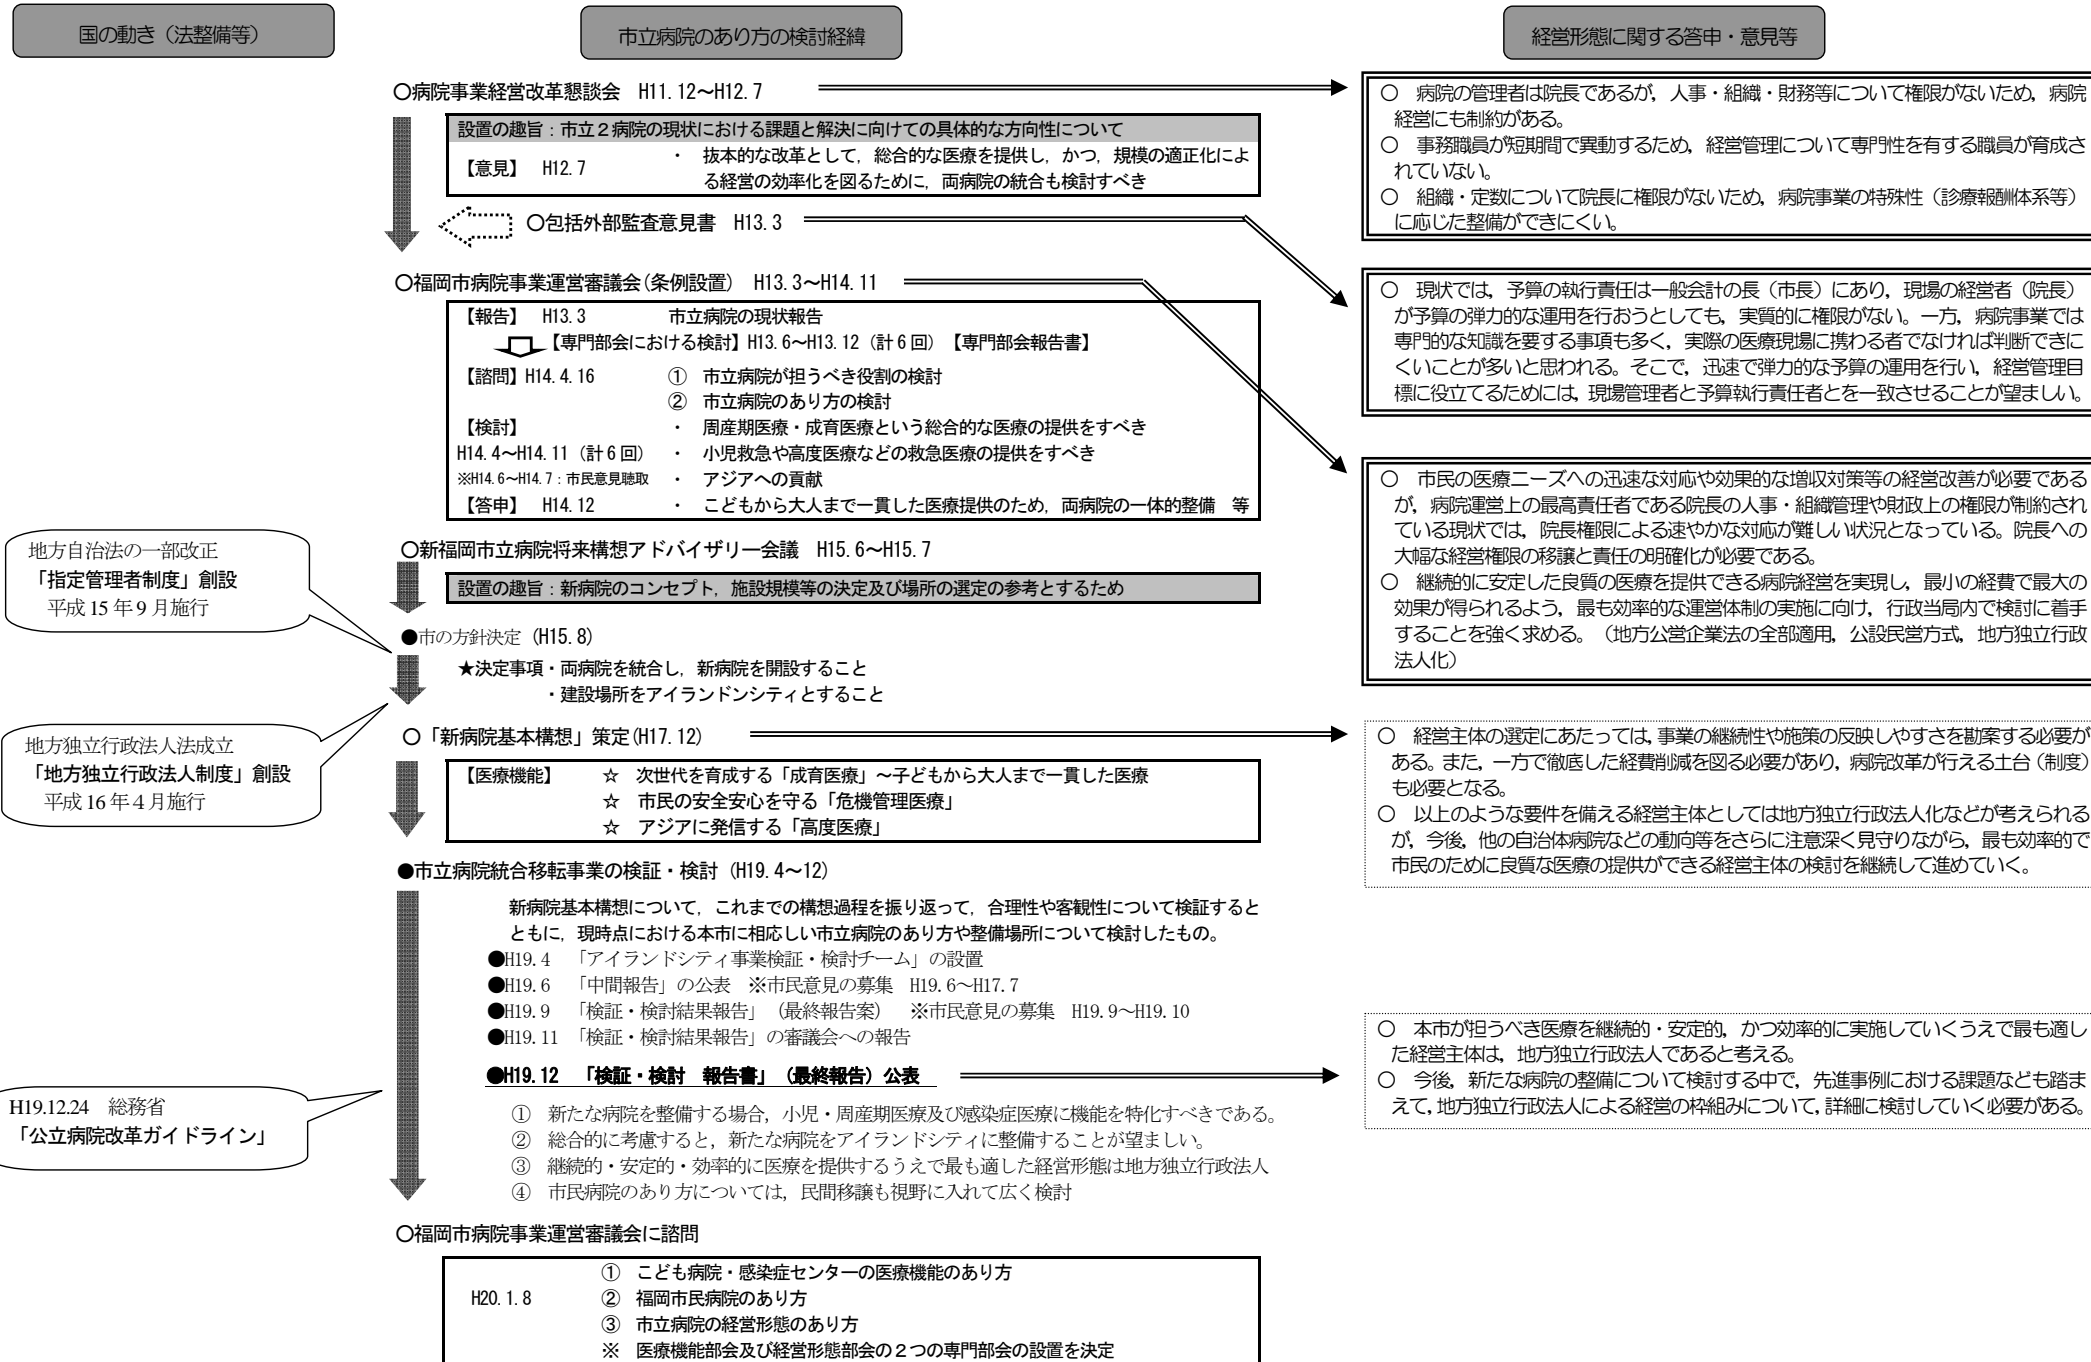 国の動き（法整備等）
市立病院のあり方の検討経緯
経営形態に関する答申・意見等
○病院事業経営改革懇談会　H11.12～H12.7
設置の趣旨：市立２病院の現状における課題と解決に向けての具体的な方向性について
【意見】　H12.7
・　抜本的な改革として，総合的な医療を提供し，かつ，規模の適正化によ
る経営の効率化を図るために，両病院の統合も検討すべき
○包括外部監査意見書　H13.3
○福岡市病院事業運営審議会(条例設置)　H13.3～H14.11
【報告】　H13.3　市立病院の現状報告
【専門部会における検討】H13.6～H13.12（計６回）【専門部会報告書】
【諮問】H14.4.16　①　市立病院が担うべき役割の検討
②　市立病院のあり方の検討
【検討】　・　周産期医療・成育医療という総合的な医療の提供をすべき
H14.4～H14.11（計６回）　・　小児救急や高度医療などの救急医療の提供をすべき
※H14.6～H14.7：市民意見聴取　・　アジアへの貢献
【答申】　H14.12　・　こどもから大人まで一貫した医療提供のため，両病院の一体的整備　等
○新福岡市立病院将来構想アドバイザリー会議　H15.6～H15.7
設置の趣旨：新病院のコンセプト，施設規模等の決定及び場所の選定の参考とするため
●市の方針決定（H15.8）
★決定事項・両病院を統合し，新病院を開設すること
・建設場所をアイランドンシティとすること
○「新病院基本構想」策定(H17.12)
【医療機能】　☆　次世代を育成する「成育医療」～子どもから大人まで一貫した医療
☆　市民の安全安心を守る「危機管理医療」
☆　アジアに発信する「高度医療」
●市立病院統合移転事業の検証・検討（H19.4～12）
新病院基本構想について，これまでの構想過程を振り返って，合理性や客観性について検証すると
ともに，現時点における本市に相応しい市立病院のあり方や整備場所について検討したもの。
●H19.4　「アイランドシティ事業検証・検討チーム」の設置
●H19.6　「中間報告」の公表　※市民意見の募集　H19.6～H17.7
●H19.9　「検証・検討結果報告」（最終報告案）　※市民意見の募集　H19.9～H19.10
●H19.11　「検証・検討結果報告」の審議会への報告
●H19.12　「検証・検討　報告書」（最終報告）公表
①　新たな病院を整備する場合，小児・周産期医療及び感染症医療に機能を特化すべきである。
②　総合的に考慮すると，新たな病院をアイランドシティに整備することが望ましい。
③　継続的・安定的・効率的に医療を提供するうえで最も適した経営形態は地方独立行政法人
④　市民病院のあり方については，民間移譲も視野に入れて広く検討
○福岡市病院事業運営審議会に諮問
H20.1.8
①　こども病院・感染症センターの医療機能のあり方
②　福岡市民病院のあり方
③　市立病院の経営形態のあり方
※　医療機能部会及び経営形態部会の２つの専門部会の設置を決定
地方自治法の一部改正
「指定管理者制度」創設
平成15年9月施行
地方独立行政法人法成立
「地方独立行政法人制度」創設
平成16年４月施行
H19.12.24　総務省
「公立病院改革ガイドライン」
○　病院の管理者は院長であるが，人事・組織・財務等について権限がないため，病院
経営にも制約がある。
○　事務職員が短期間で異動するため，経営管理について専門性を有する職員が育成さ
れていない。
○　組織・定数について院長に権限がないため，病院事業の特殊性（診療報酬体系等）
に応じた整備ができにくい。
○　現状では，予算の執行責任は一般会計の長（市長）にあり，現場の経営者（院長）
が予算の弾力的な運用を行おうとしても，実質的に権限がない。一方，病院事業では
専門的な知識を要する事項も多く，実際の医療現場に携わる者でなければ判断できに
くいことが多いと思われる。そこで，迅速で弾力的な予算の運用を行い，経営管理目
標に役立てるためには，現場管理者と予算執行責任者とを一致させることが望ましい。
○　市民の医療ニーズへの迅速な対応や効果的な増収対策等の経営改善が必要である
が，病院運営上の最高責任者である院長の人事・組織管理や財政上の権限が制約され
ている現状では，院長権限による速やかな対応が難しい状況となっている。院長への
大幅な経営権限の移譲と責任の明確化が必要である。
○　継続的に安定した良質の医療を提供できる病院経営を実現し，最小の経費で最大の
効果が得られるよう，最も効率的な運営体制の実施に向け，行政当局内で検討に着手
することを強く求める。（地方公営企業法の全部適用，公設民営方式，地方独立行政
法人化）
○　経営主体の選定にあたっては，事業の継続性や施策の反映しやすさを勘案する必要が
ある。また，一方で徹底した経費削減を図る必要があり，病院改革が行える土台（制度）
も必要となる。
○　以上のような要件を備える経営主体としては地方独立行政法人化などが考えられる
が，今後，他の自治体病院などの動向等をさらに注意深く見守りながら，最も効率的で
市民のために良質な医療の提供ができる経営主体の検討を継続して進めていく。
○　本市が担うべき医療を継続的・安定的，かつ効率的に実施していくうえで最も適し
た経営主体は，地方独立行政法人であると考える。
○　今後，新たな病院の整備について検討する中で，先進事例における課題なども踏ま
えて，地方独立行政法人による経営の枠組みについて，詳細に検討していく必要がある。